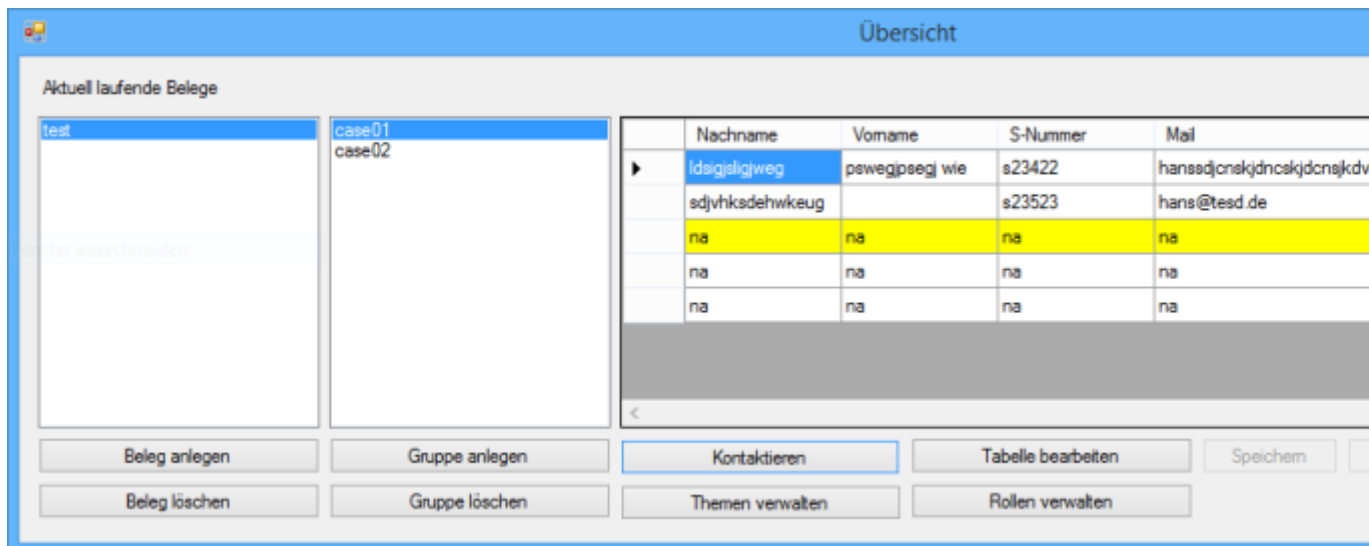 Übersicht
Aktuell laufende Belege
test
case01
case02
Nachname Vorname S-Nummer Mail
ldsigjsligjweg pswegjpsegj wie s23422 hanssdjcnskjdncskjdcnsjkdv
sdjvhksdehwkeug s23523 hans@tesd.de
na na na na
na na na na
na na na na
Fenster ausschneiden
Beleg anlegen Gruppe anlegen Kontaktieren Tabelle bearbeiten Speichern
Beleg löschen Gruppe löschen Themen verwalten Rollen verwalten